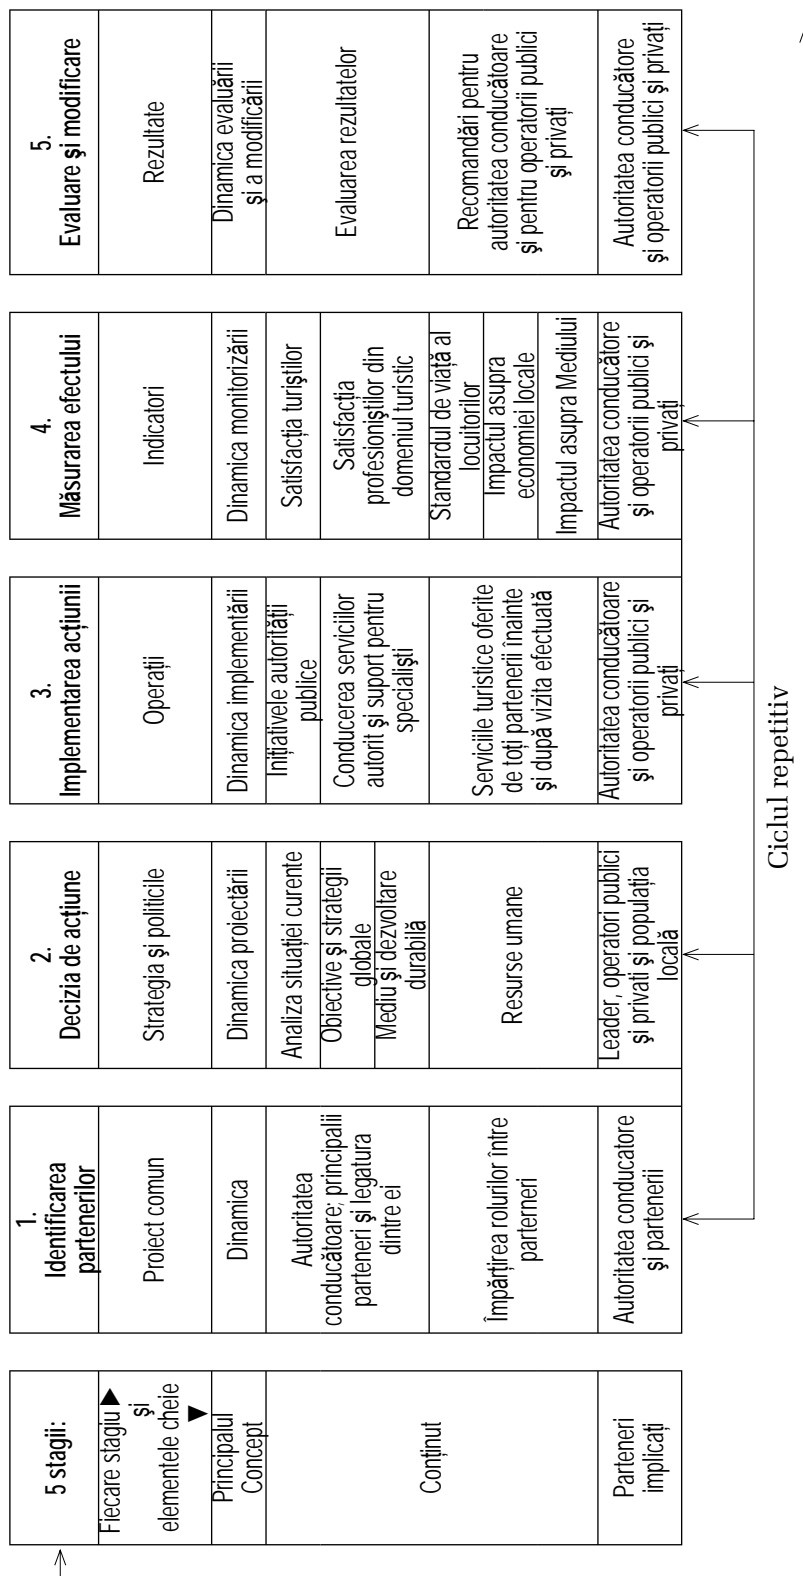 5 stagii:
Fiecare stagiu
și
elementele cheie
Principalul
Concept
Conținut
Parteneri
implicați
1.
Identificarea
partenerilor
Proiect comun
Dinamica
Autoritatea
conducătoare; principalii
parteneri și legatura
dintre ei
Împărțirea rolurilor între
parterneri
Autoritatea conducatore
și partenerii
2.
Decizia de acțiune
Strategia și politicile
Dinamica proiectării
Analiza situației curente
Obiective și strategii
globale
Mediu și dezvoltare
durabilă
Resurse umane
Leader, operatori publici
și privati și populația
locală
3.
Implementarea acțiunii
Operații
Dinamica implementării
Inițiativele autorității
publice
Conducerea serviciilor
autorit și suport pentru
specialiști
Serviciile turistice oferite
de toți partenerii inainte
și după vizita efectuată
Autoritatea conducătoare
și operatorii publici și
privați
4.
Măsurarea efectului
Indicatori
Dinamica monitorizării
Satisfacția turiștilor
Satisfacția
profesioniștilor din
domeniul turistic
Standardul de viață al
locuitorilor
Impactul asupra
economiei locale
Impactul asupra Mediului
Autoritatea conducătore
și operatorii publici și
privați
5.
Evaluare și modificare
Rezultate
Dinamica evaluării
și a modificării
Evaluarea rezultatelor
Recomandări pentru
autoritatea conducătoare
și pentru operatorii publici
și privați
Autoritatea conducătore
și operatorii publici și privați
Ciclul repetitiv